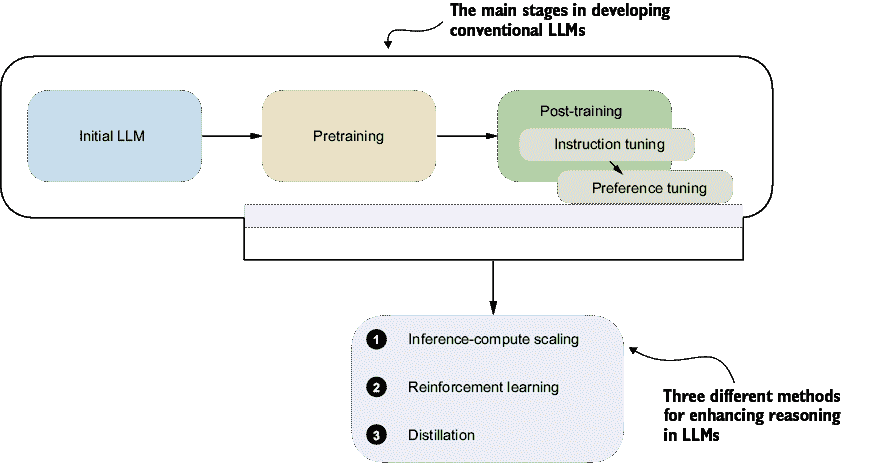 The main stages in developing
conventional LLMs
Initial LLM
Pretraining
Post-training
Instruction tuning
Preference tuning
1 Inference-compute scaling
2 Reinforcement learning
3 Distillation
Three different methods
for enhancing reasoning
in LLMs